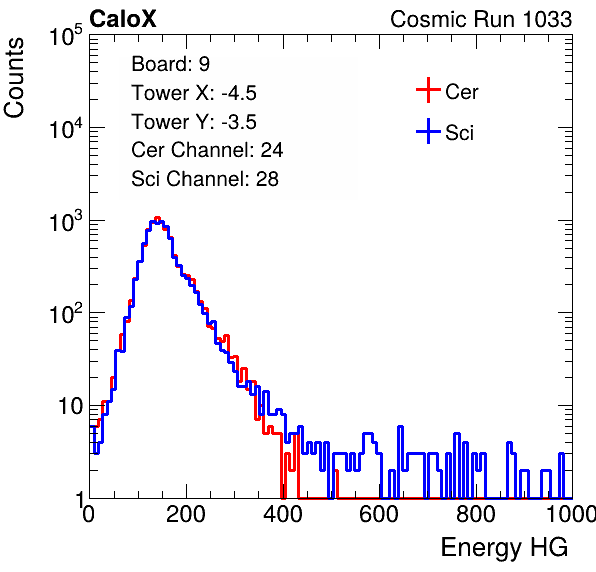 CaloX Cosmic Run 1033
Counts
10^5
10^4
10^3
10^2
10
1
Board: 9
Tower X: -4.5
Tower Y: -3.5
Cer Channel: 24
Sci Channel: 28
Cer
Sci
0 200 400 600 800 1000
Energy HG